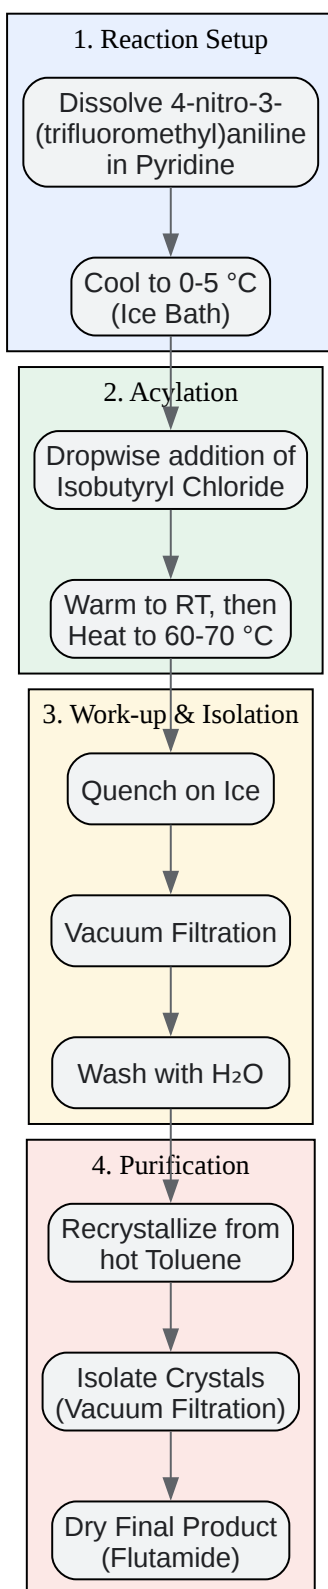 1. Reaction Setup
Dissolve 4-nitro-3-
(trifluoromethyl)aniline
in Pyridine
Cool to 0-5 °C
(Ice Bath)
2. Acylation
Dropwise addition of
Isobutyryl Chloride
Warm to RT, then
Heat to 60-70 °C
3. Work-up & Isolation
Quench on Ice
Vacuum Filtration
Wash with H₂O
4. Purification
Recrystallize from
hot Toluene
Isolate Crystals
(Vacuum Filtration)
Dry Final Product
(Flutamide)